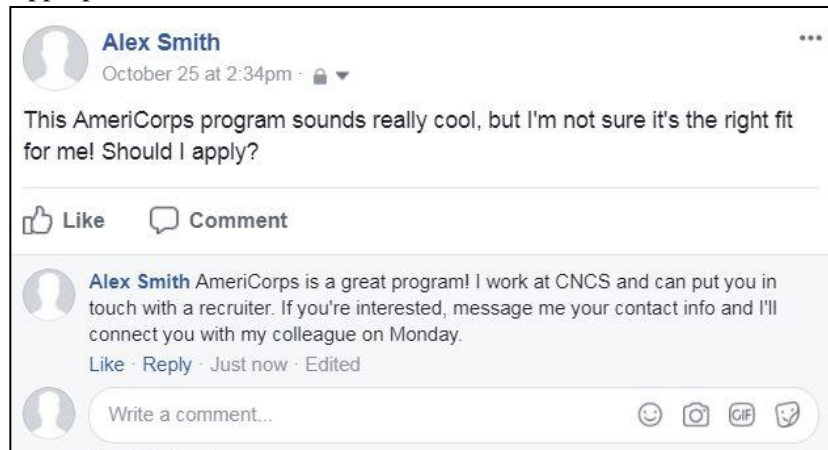 Alex Smith
October 25 at 2:34pm ·
This AmeriCorps program sounds really cool, but I'm not sure it's the right fit
for me! Should I apply?
Like Comment
Alex Smith AmeriCorps is a great program! I work at CNCS and can put you in
touch with a recruiter. If you're interested, message me your contact info and I'll
connect you with my colleague on Monday.
Like · Reply · Just now · Edited
Write a comment... GIF